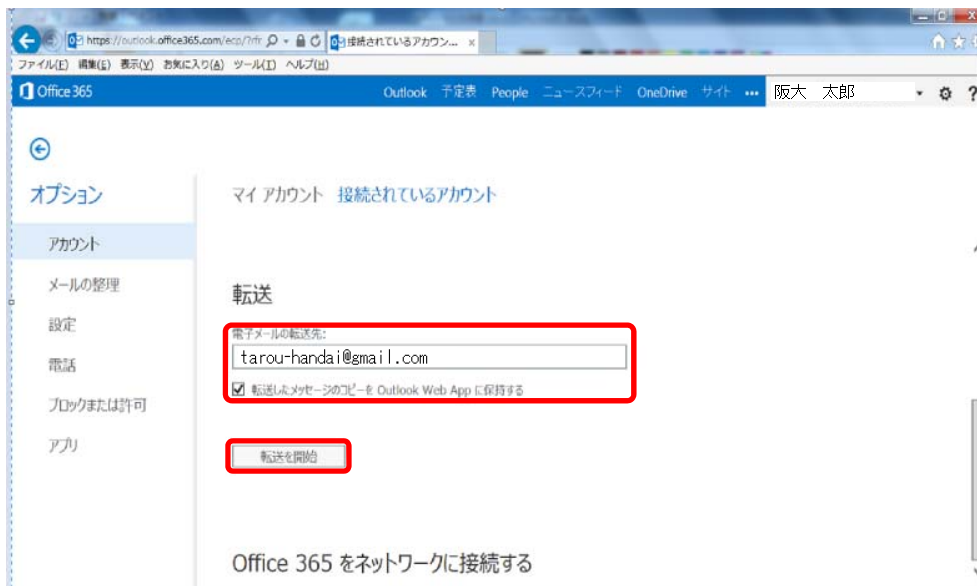 https://outlook.office365.com/ecp/?rfr
接続されているアカウン... ×
ファイル(F) 編集(E) 表示(V) お気に入り(A) ツール(T) ヘルプ(H)
Office 365 Outlook 予定表 People ニュースフィード OneDrive サイト ••• 阪大 太郎 ?
オプション
マイ アカウント 接続されているアカウント
アカウント
メールの整理
設定
電話
ブロックまたは許可
アプリ
転送
電子メールの転送先:
tarou-handai@gmail.com
転送したメッセージのコピーを Outlook Web App に保持する
転送を開始
Office 365 をネットワークに接続する